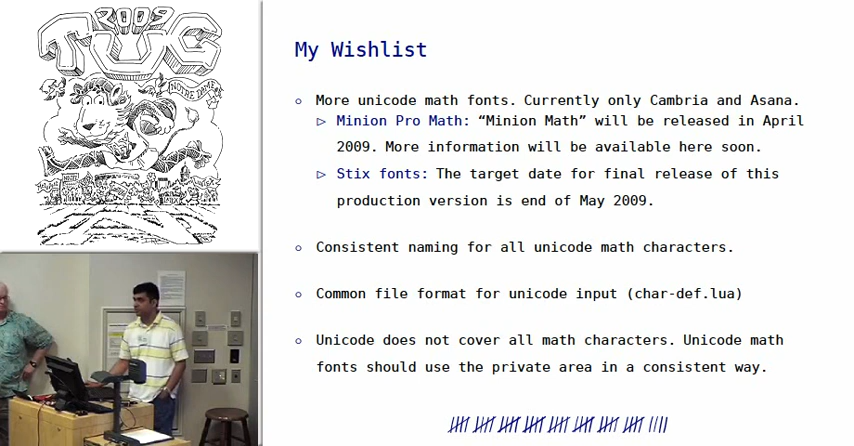 2009
TUG
NOTRE DAME
My Wishlist
◦ More unicode math fonts. Currently only Cambria and Asana.
▷ Minion Pro Math: “Minion Math” will be released in April
2009. More information will be available here soon.
▷ Stix fonts: The target date for final release of this
production version is end of May 2009.
◦ Consistent naming for all unicode math characters.
◦ Common file format for unicode input (char-def.lua)
◦ Unicode does not cover all math characters. Unicode math
fonts should use the private area in a consistent way.